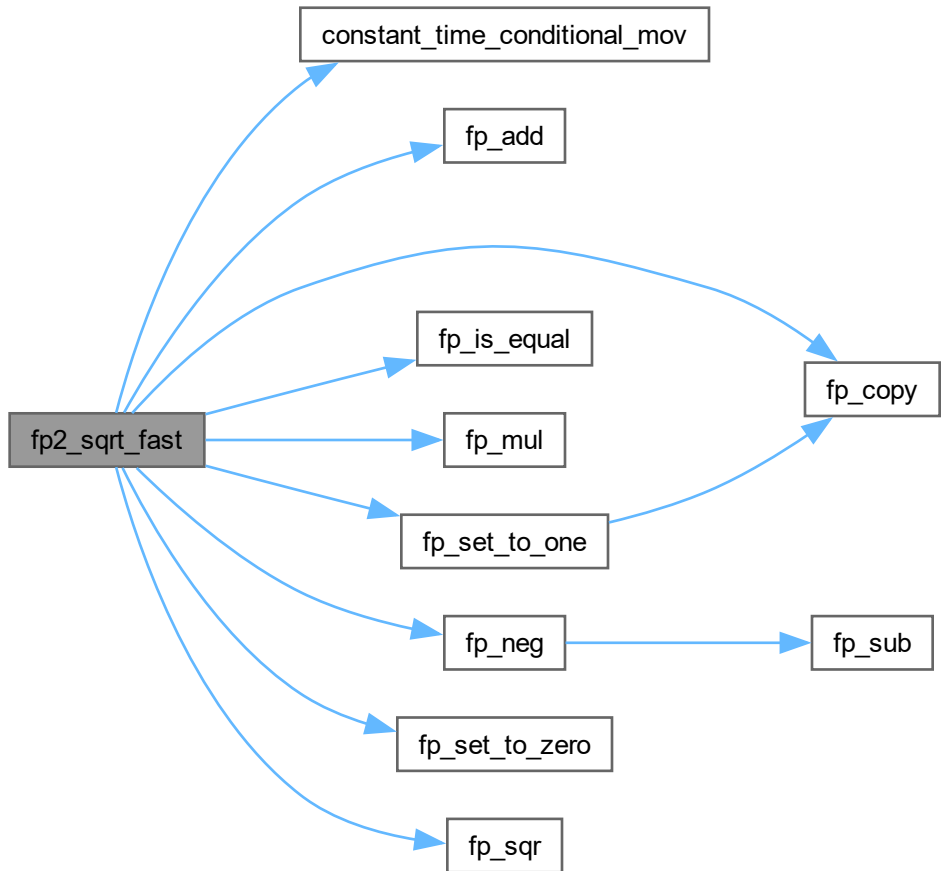 constant_time_conditional_mov
fp_add
fp_is_equal
fp_copy
fp2_sqrt_fast
fp_mul
fp_set_to_one
fp_neg
fp_sub
fp_set_to_zero
fp_sqr